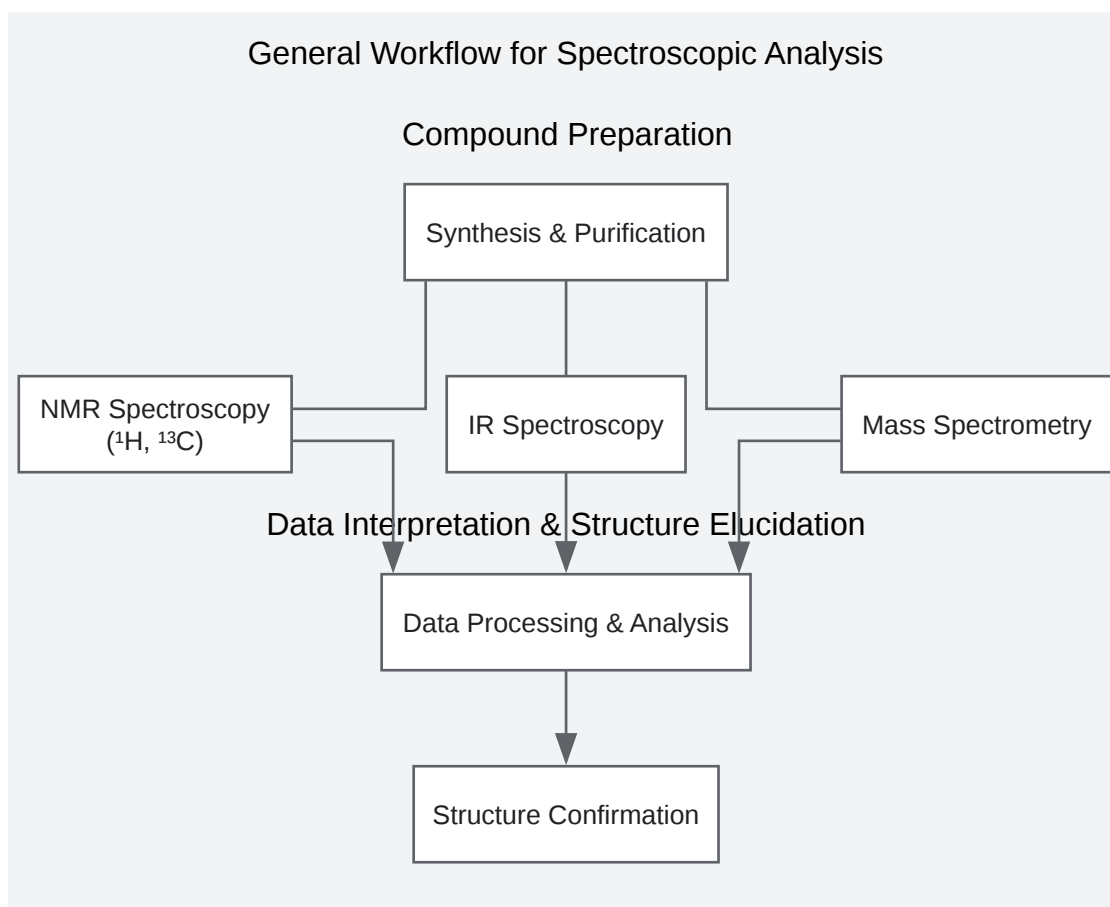 General Workflow for Spectroscopic Analysis
Compound Preparation
Synthesis & Purification
NMR Spectroscopy
(¹H, ¹³C)
IR Spectroscopy
Mass Spectrometry
Data Interpretation & Structure Elucidation
Data Processing & Analysis
Structure Confirmation